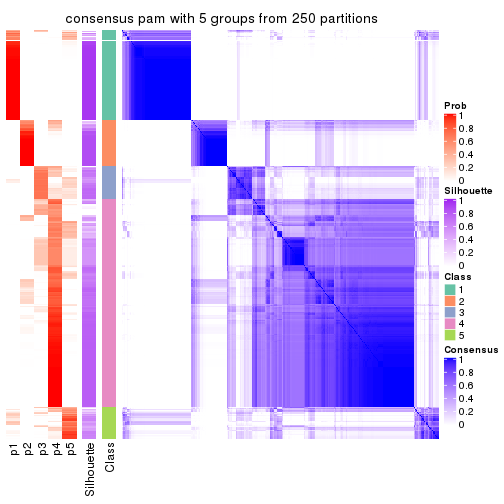 consensus pam with 5 groups from 250 partitions
Prob
1
0.8
0.6
0.4
0.2
0
Silhouette
1
0.8
0.6
0.4
0.2
0
Class
1
2
3
4
5
Consensus
1
0.8
0.6
0.4
0.2
0
p1
p2
p3
p4
p5
Silhouette
Class